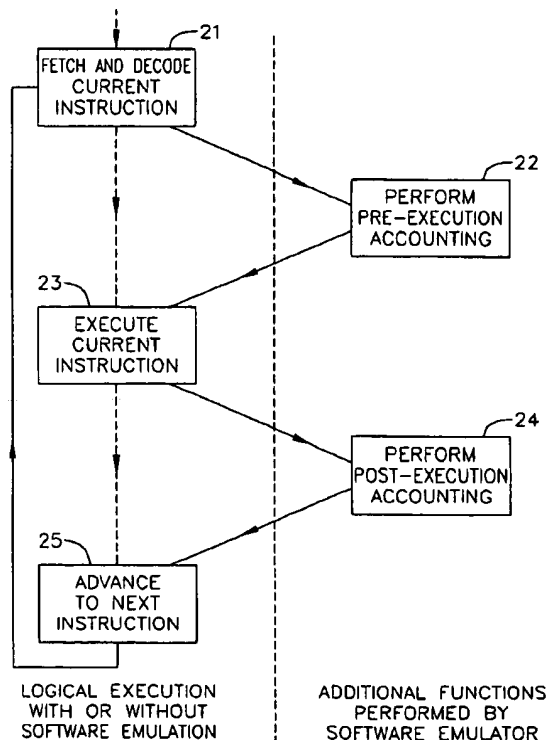 21
FETCH AND DECODE
CURRENT
INSTRUCTION
22
PERFORM
PRE-EXECUTION
ACCOUNTING
23
EXECUTE
CURRENT
INSTRUCTION
24
PERFORM
POST-EXECUTION
ACCOUNTING
25
ADVANCE
TO NEXT
INSTRUCTION
LOGICAL EXECUTION
WITH OR WITHOUT
SOFTWARE EMULATION
ADDITIONAL FUNCTIONS
PERFORMED BY
SOFTWARE EMULATOR